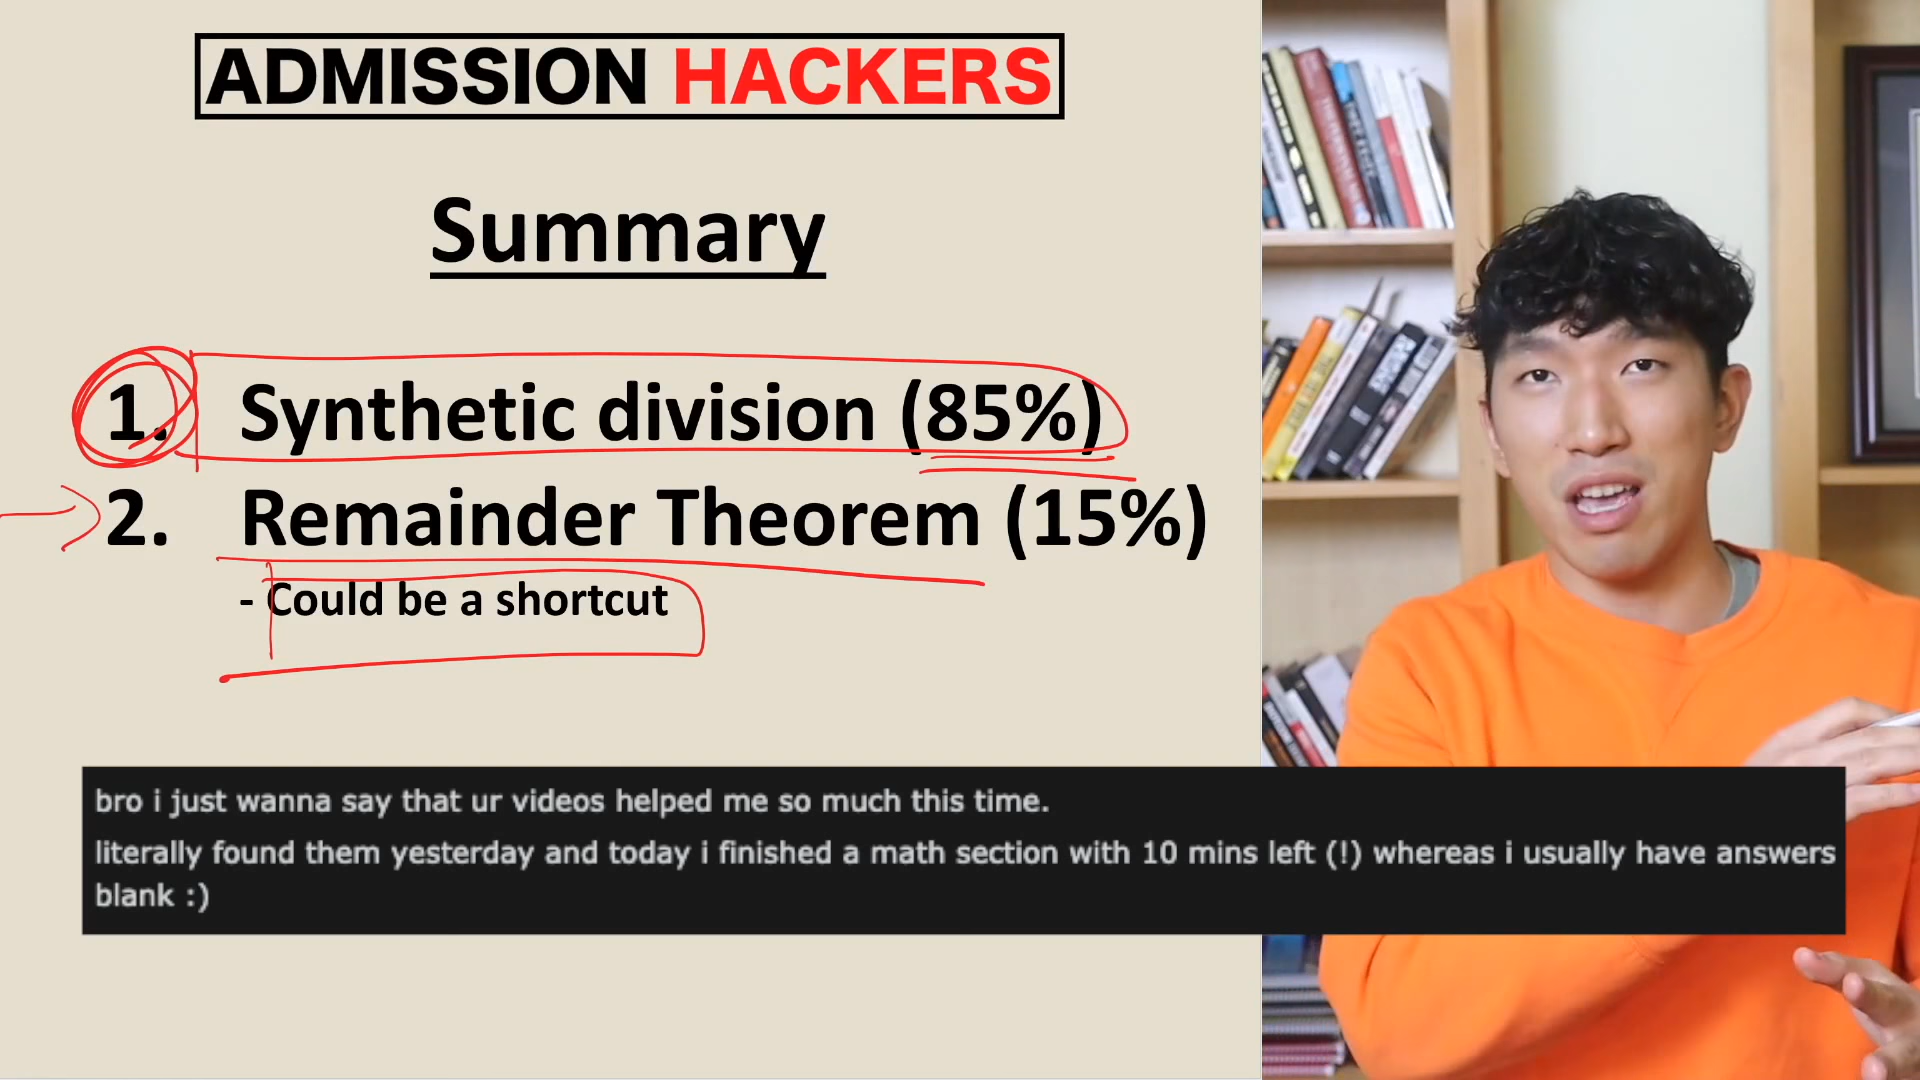 ADMISSION HACKERS
Summary
1. Synthetic division (85%)
2. Remainder Theorem (15%)
- Could be a shortcut
bro i just wanna say that ur videos helped me so much this time.
literally found them yesterday and today i finished a math section with 10 mins left (!) whereas i usually have answers
blank :)